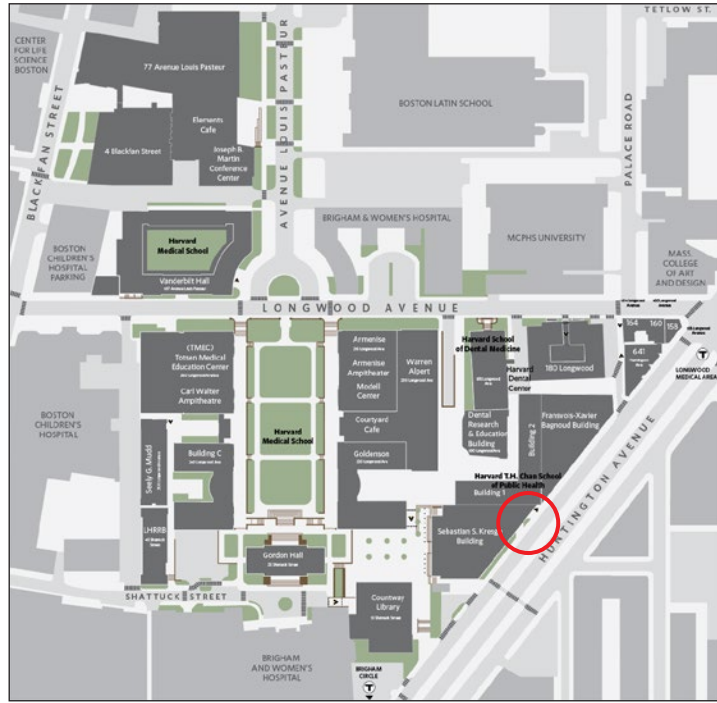 TETLOW ST.
CENTER
FOR LIFE
SCIENCE
BOSTON
77 Avenue Louis Pasteur
AVENUE LOUIS PASTEUR
BOSTON LATIN SCHOOL
BLACKFAN STREET
Elements
Cafe
4 Blackfan Street
Joseph B.
Martin
Conference
Center
PALACE ROAD
BRIGHAM & WOMEN'S HOSPITAL
MCPHS UNIVERSITY
BOSTON
CHILDREN'S
HOSPITAL
PARKING
Harvard
Medical School
Vanderbilt Hall
MASS.
COLLEGE
OF ART
AND DESIGN
LONGWOOD AVENUE
164
160
158
641
T
LONGWOOD
MEDICAL AREA
(TMEC)
Tosteen Medical
Education Center
Carl Walter
Ampitheatre
Armenise
Armenise
Ampitheater
Modell
Center
Warren
Alpert
Harvard School
of Dental Medicine
Harvard
Dental
Center
180 Longwood
BOSTON
CHILDREN'S
HOSPITAL
Harvard
Medical School
Courtyard
Cafe
Dental
Research
& Education
Building
Building 2
Fransvois-Xavier
Bagnoud Building
Seely G. Mudd
Building C
Goldenson
Harvard T.H. Chan School
of Public Health
Building 1
HUNTINGTON AVENUE
LHRRB
Gordon Hall
Sebastian S. Kresge
Building
SHATTUCK STREET
Countway
Library
BRIGHAM
AND WOMEN'S
HOSPITAL
BRIGHAM
CIRCLE
T